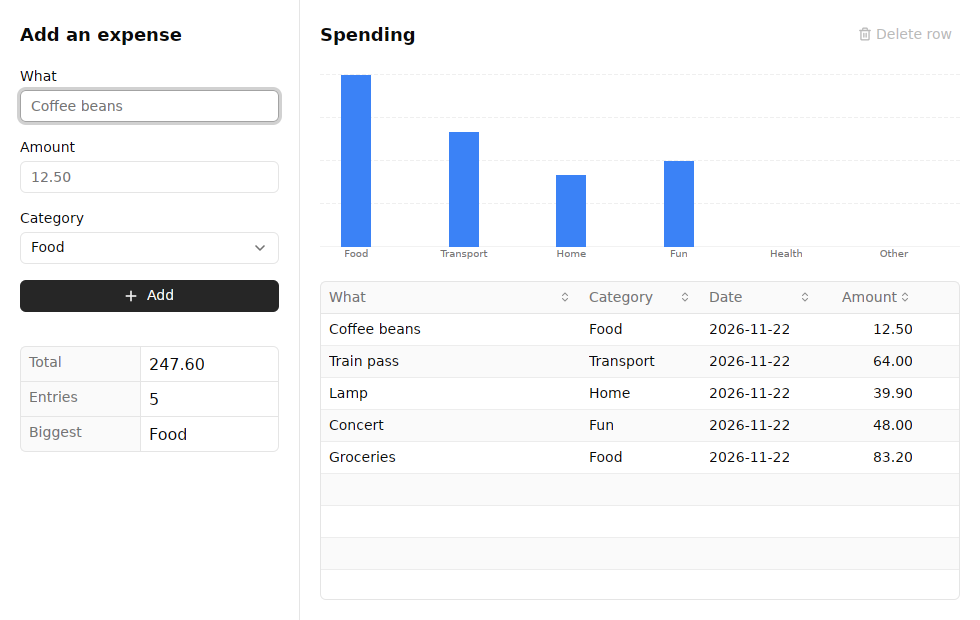 Add an expense
What
Coffee beans
Amount
12.50
Category
Food
Add
Total 247.60
Entries 5
Biggest Food
Spending
Delete row
Food Transport Home Fun Health Other
What Category Date Amount
Coffee beans Food 2026-11-22 12.50
Train pass Transport 2026-11-22 64.00
Lamp Home 2026-11-22 39.90
Concert Fun 2026-11-22 48.00
Groceries Food 2026-11-22 83.20